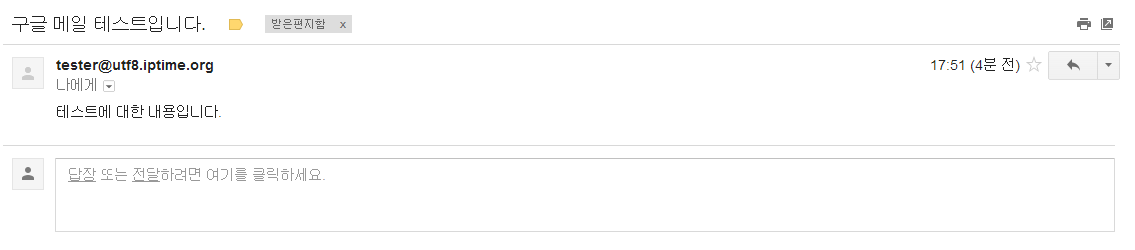 구글 메일 테스트입니다. 받은편지함 x
tester@utf8.iptime.org 17:51 (4분 전)
나에게
테스트에 대한 내용입니다.
답장 또는 전달하려면 여기를 클릭하세요.